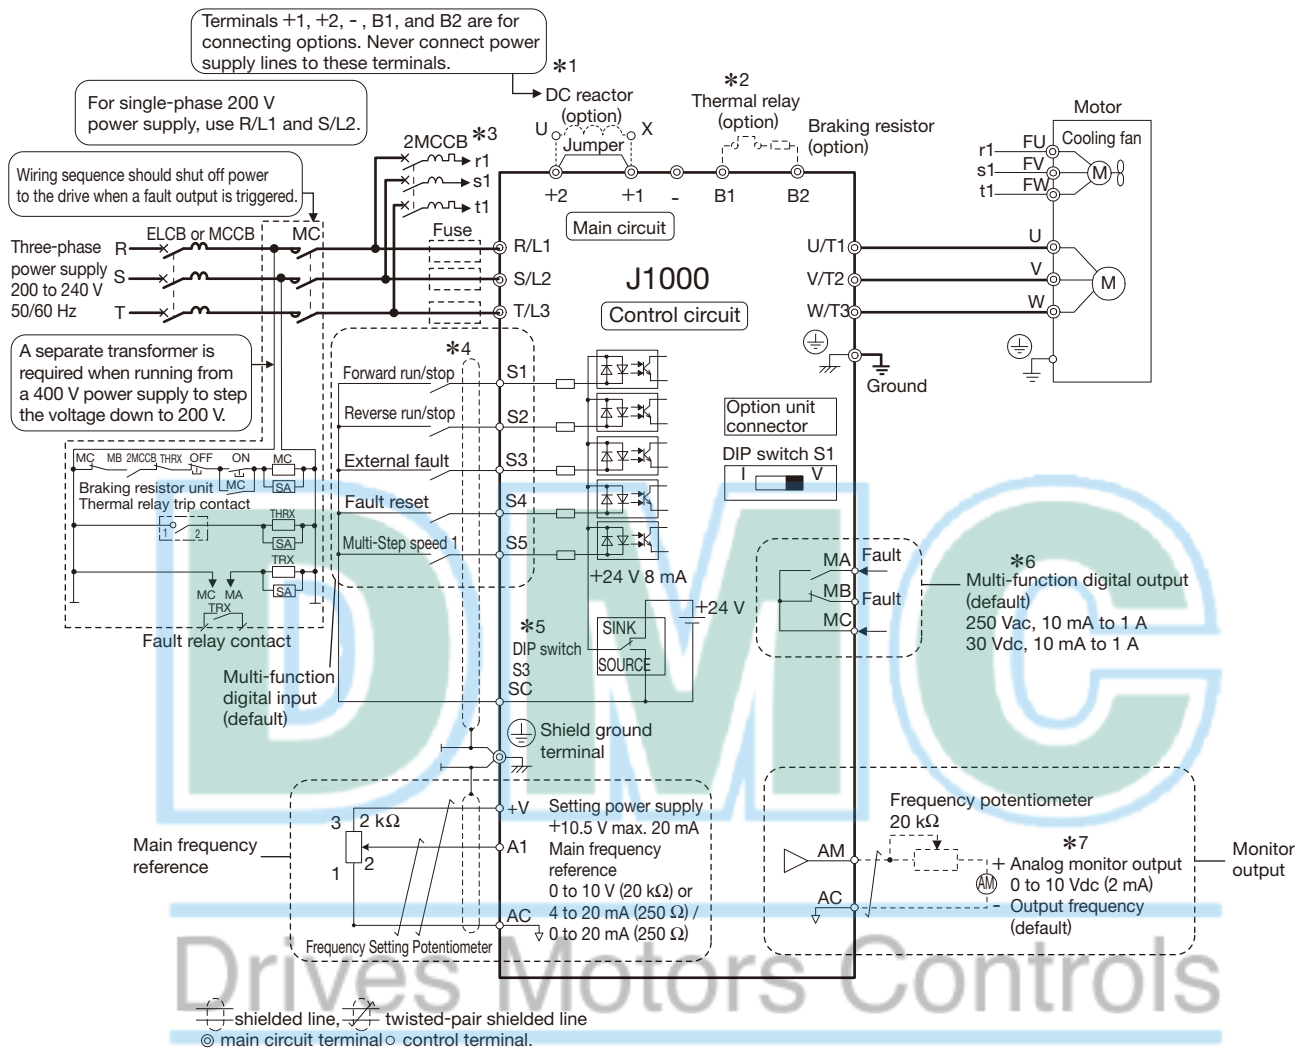 Terminals +1, +2, - , B1, and B2 are for
connecting options. Never connect power
supply lines to these terminals.
For single-phase 200 V
power supply, use R/L1 and S/L2.
Wiring sequence should shut off power
to the drive when a fault output is triggered.
*1
DC reactor
(option)
U X
Jumper
*2
Thermal relay
(option)
Braking resistor
(option)
2MCCB *3
r1
s1
t1
+2 +1 - B1 B2
Main circuit
J1000
Control circuit
Motor
Cooling fan
r1 FU
s1 FV
t1 FW
M
U
V
W
M
U/T1
V/T2
W/T3
Ground
ELCB or MCCB
MC
Fuse
Three-phase
power supply
200 to 240 V
50/60 Hz
R
S
T
R/L1
S/L2
T/L3
A separate transformer is
required when running from
a 400 V power supply to step
the voltage down to 200 V.
*4
Forward run/stop
S1
Reverse run/stop
S2
External fault
S3
Fault reset
S4
Multi-Step speed 1
S5
MC MB 2MCCB THRX OFF ON MC
MC
SA
Braking resistor unit
Thermal relay trip contact
1 2
THRX
SA
TRX
SA
MC MA
TRX
Fault relay contact
Multi-function
digital input
(default)
+24 V 8 mA
+24 V
*5
DIP switch
S3
SINK
SOURCE
SC
Shield ground
terminal
Option unit
connector
DIP switch S1
I V
MA Fault
MB Fault
MC
*6
Multi-function digital output
(default)
250 Vac, 10 mA to 1 A
30 Vdc, 10 mA to 1 A
Main frequency
reference
3 2 kΩ
2
1
Frequency Setting Potentiometer
+V
A1
AC
Setting power supply
+10.5 V max. 20 mA
Main frequency
reference
0 to 10 V (20 kΩ) or
4 to 20 mA (250 Ω) /
0 to 20 mA (250 Ω)
Frequency potentiometer
20 kΩ
AM
AC
AM
*7
+ Analog monitor output
0 to 10 Vdc (2 mA)
- Output frequency
(default)
Monitor
output
DMC
Drives Motors Controls
shielded line, twisted-pair shielded line
main circuit terminal control terminal.